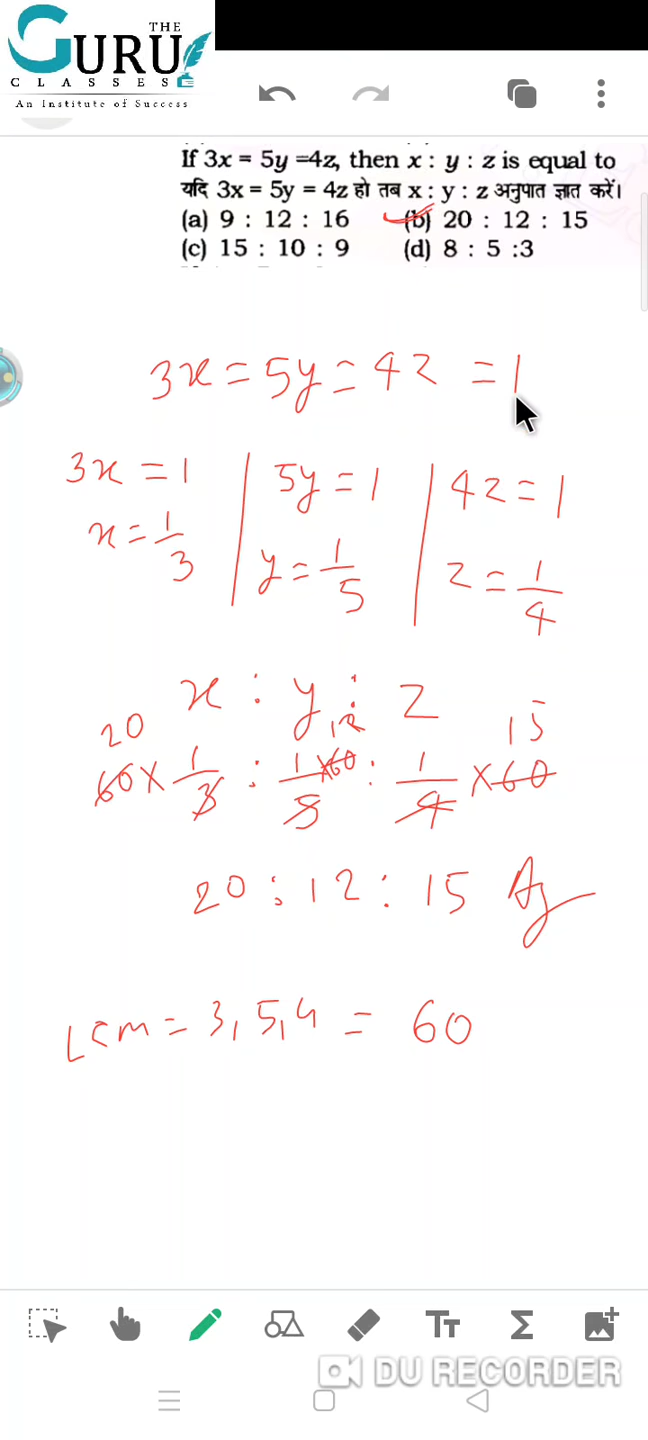 THE
GURU
CLASSES
An Institute of Success
If 3x = 5y =4z, then x : y : z is equal to
यदि 3x = 5y = 4z हो तब x : y : z अनुपात ज्ञात करें।
(a) 9 : 12 : 16 (b) 20 : 12 : 15
(c) 15 : 10 : 9 (d) 8 : 5 :3
3x = 5y = 4z = 1
3x = 1 | 5y = 1 | 4z = 1
x = 1/3 | y = 1/5 | z = 1/4
x : y : z
20 12 15
60 × 1/3 : 1/5 × 60 : 1/4 × 60
20 : 12 : 15
LCM = 3, 5, 4 = 60
TT Σ
DU RECORDER